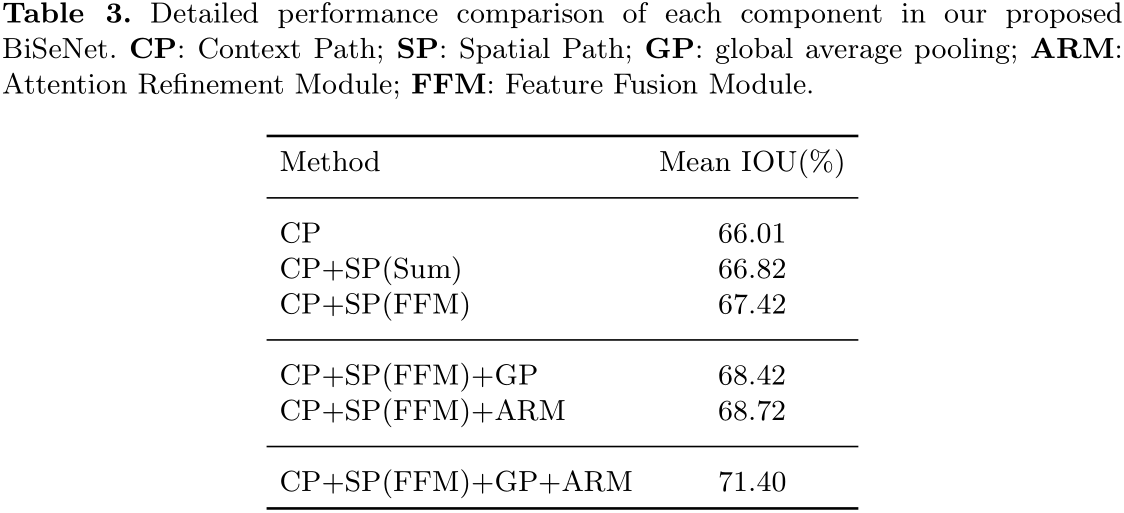 Table 3. Detailed performance comparison of each component in our proposed
BiSeNet. CP: Context Path; SP: Spatial Path; GP: global average pooling; ARM:
Attention Refinement Module; FFM: Feature Fusion Module.
Method Mean IOU(%)
CP 66.01
CP+SP(Sum) 66.82
CP+SP(FFM) 67.42
CP+SP(FFM)+GP 68.42
CP+SP(FFM)+ARM 68.72
CP+SP(FFM)+GP+ARM 71.40